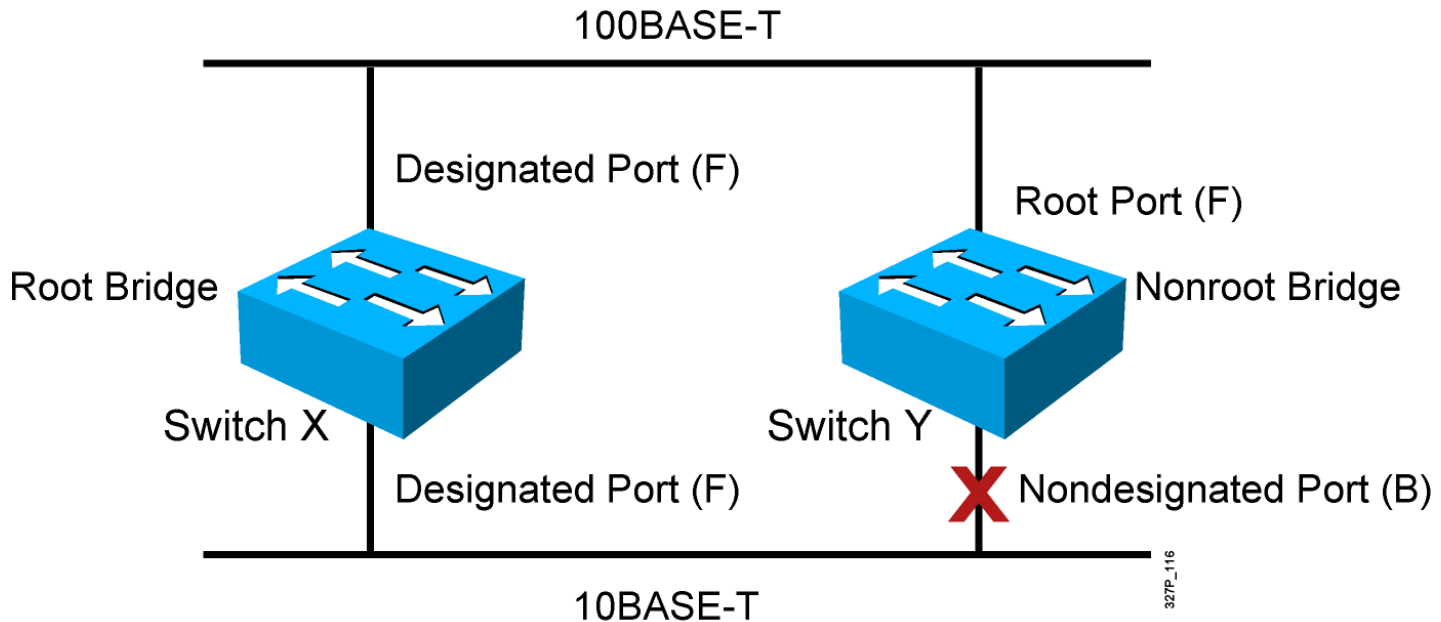 100BASE-T
Designated Port (F)
Root Port (F)
Root Bridge
Nonroot Bridge
Switch X
Switch Y
Designated Port (F)
X
Nondesignated Port (B)
10BASE-T
327P_116